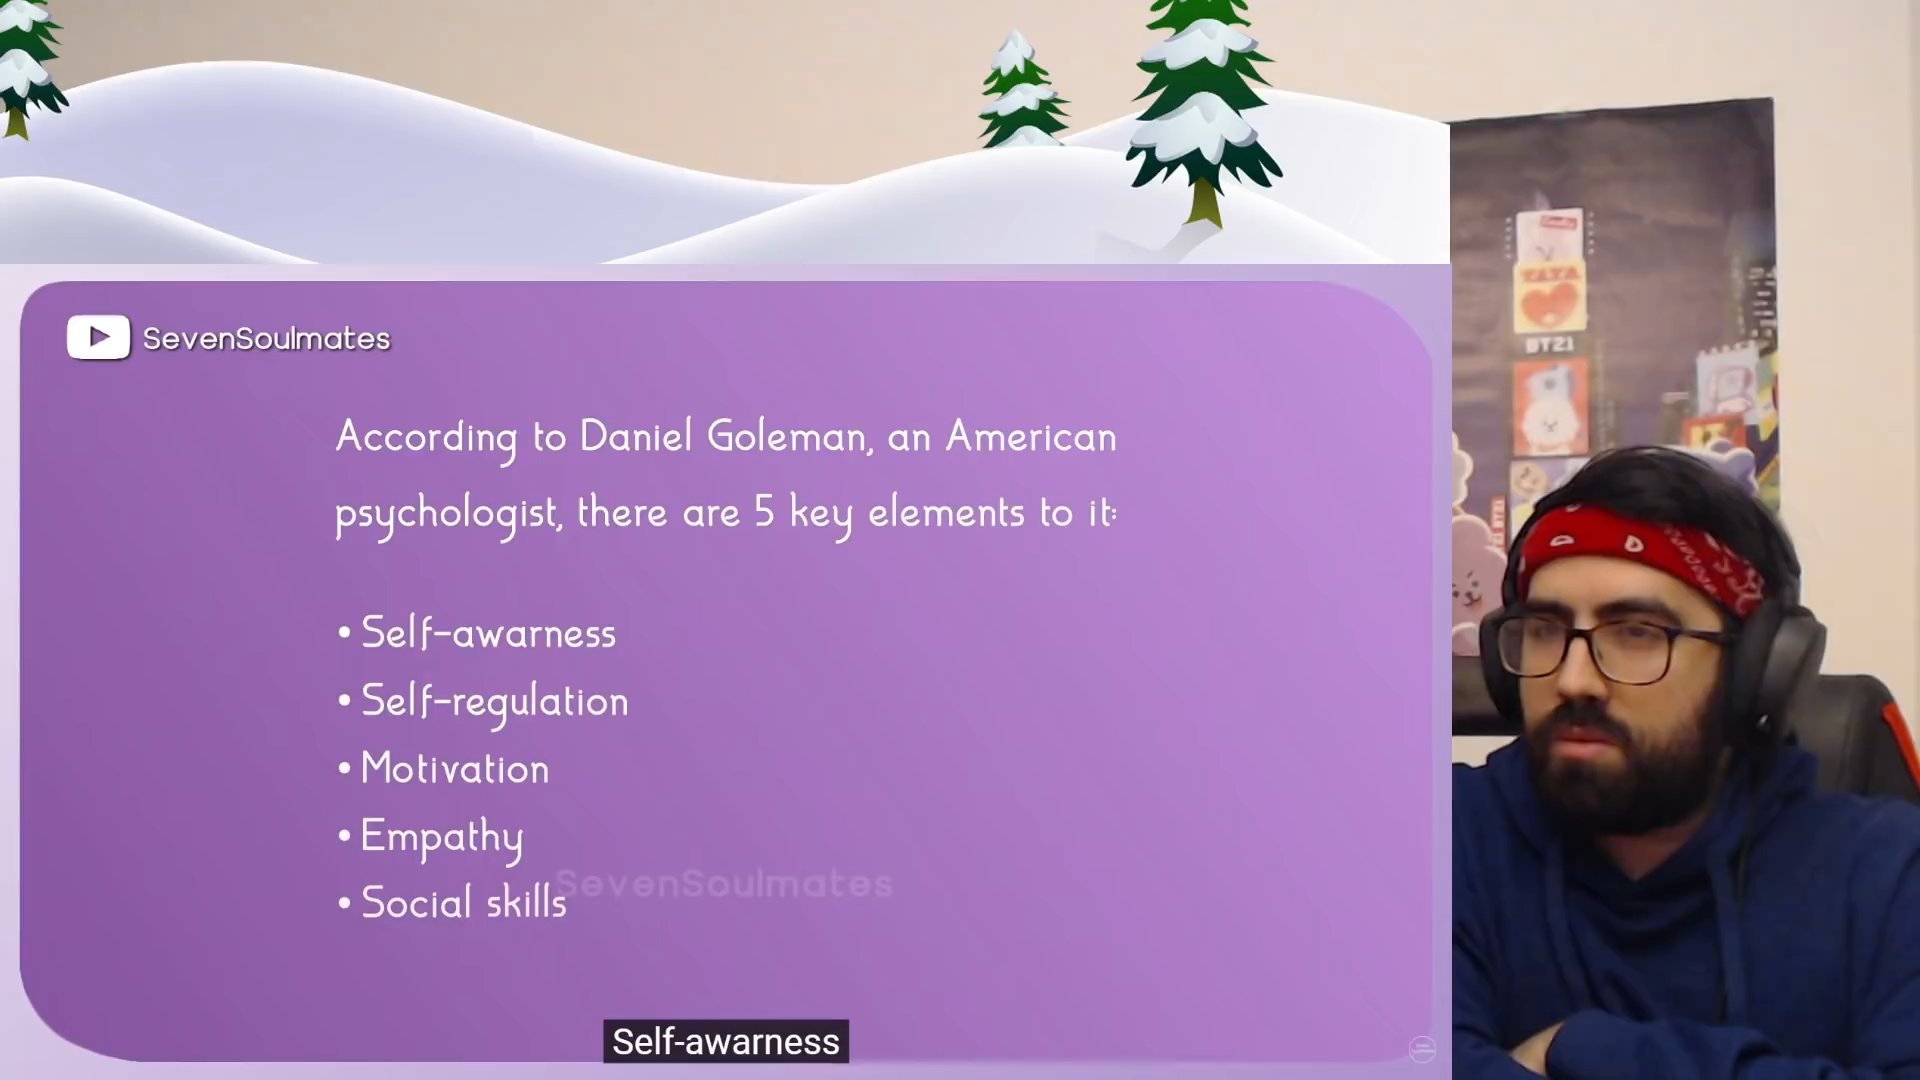 SevenSoulmates
According to Daniel Goleman, an American
psychologist, there are 5 key elements to it:
• Self-awarness
• Self-regulation
• Motivation
• Empathy
• Social skills
SevenSoulmates
Self-awarness
TATA
BT21